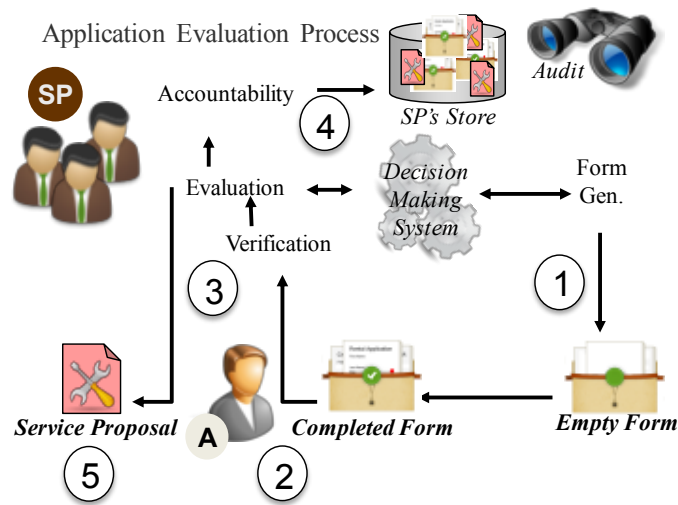 Application Evaluation Process
SP
Accountability
4
SP's Store
Audit
Evaluation
Decision
Making
System
Form
Gen.
Verification
3
1
Service Proposal
A
Completed Form
Empty Form
5
2